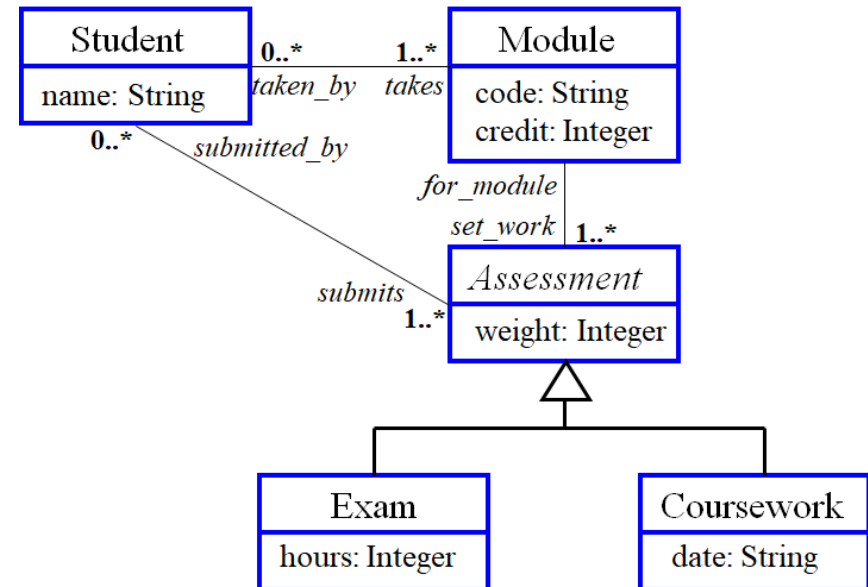 Student
name: String
0..*
1..*
taken_by
takes
Module
code: String
credit: Integer
0..*
submitted_by
for_module
set_work
1..*
submits
1..*
Assessment
weight: Integer
Exam
hours: Integer
Coursework
date: String